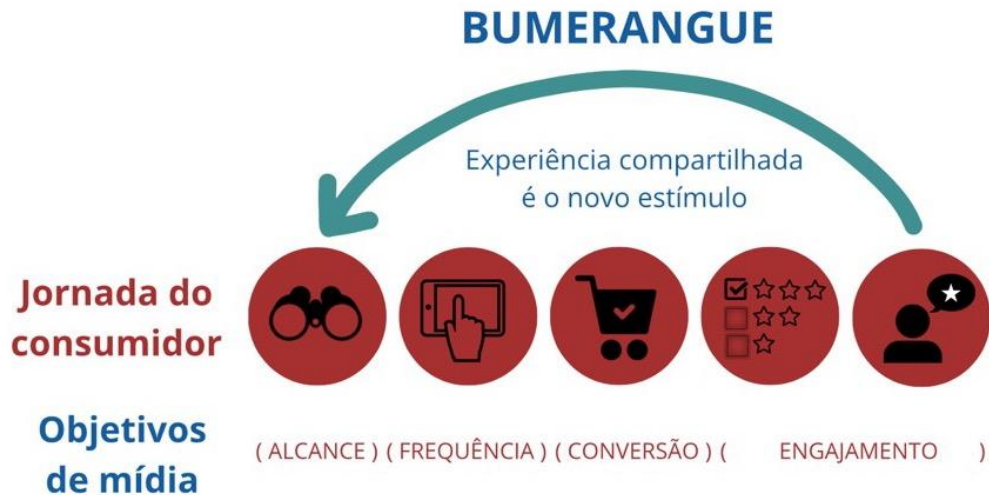 BUMERANGUE
Experiência compartilhada
é o novo estímulo
Jornada do
consumidor
Objetivos
de mídia
( ALCANCE ) ( FREQUÊNCIA ) ( CONVERSÃO ) ( ENGAJAMENTO )